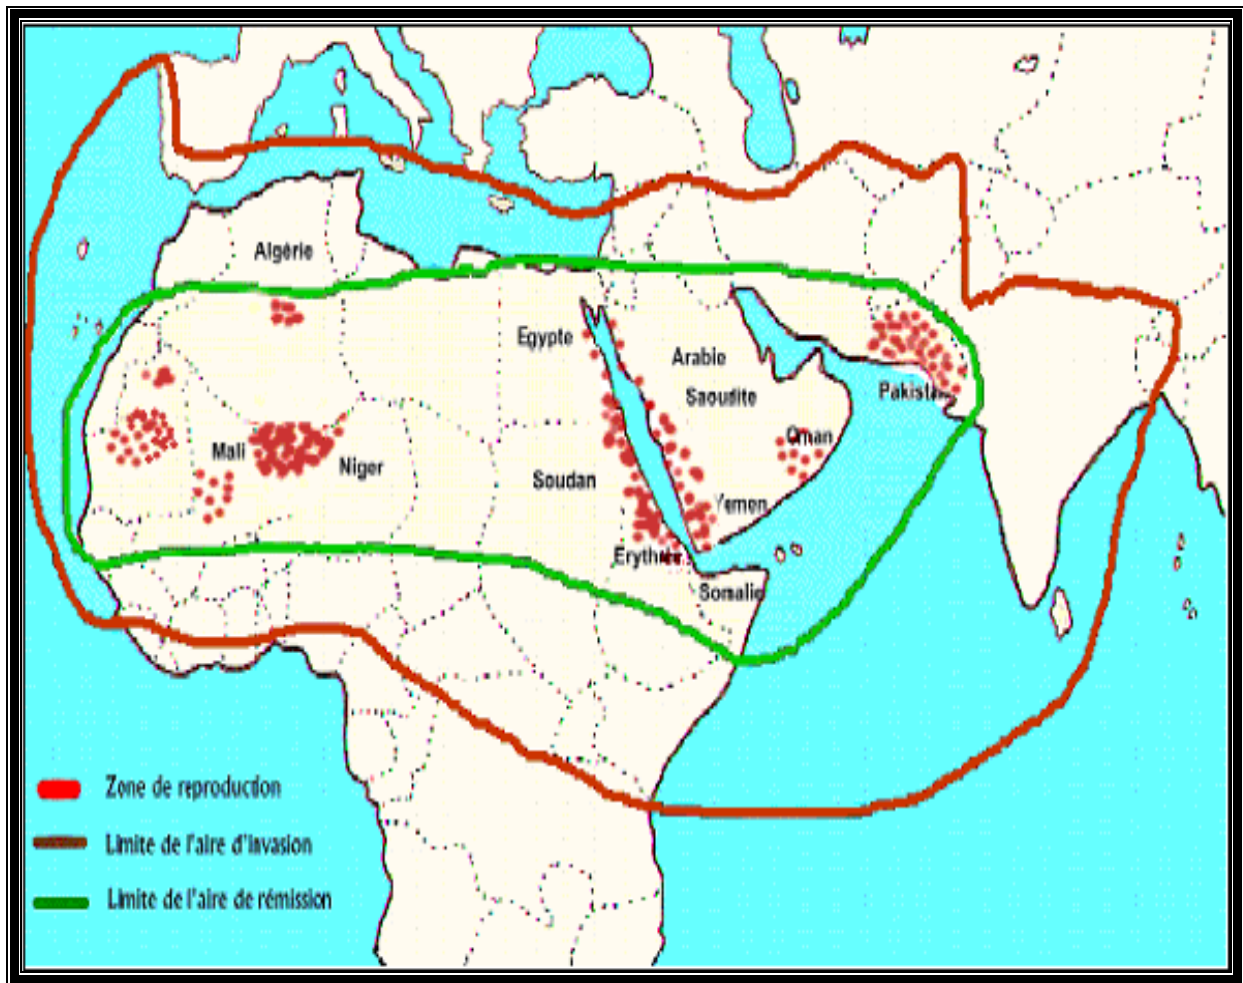 Algérie
Egypte
Arabie
Saoudite
Pakista
Oman
Mali
Niger
Soudan
Yemen
Erythrée
Somalie
Zone de reproduction
Limite de l'aire d'invasion
Limite de l'aire de rémission